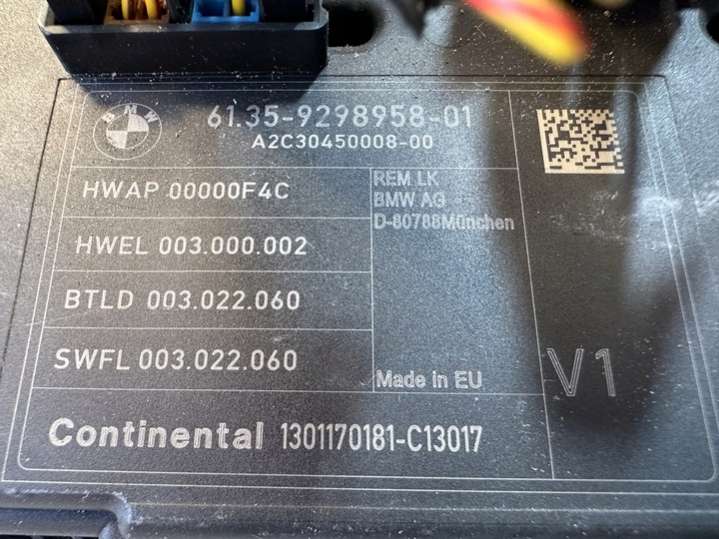 BMW
61.35-9298958-01
A2C30450008-00
HWAP 00000F4C
HWEL 003.000.002
BTLD 003.022.060
SWFL 003.022.060
REM LK
BMW AG
D-80788München
Made in EU
V1
Continental 1301170181-C13017